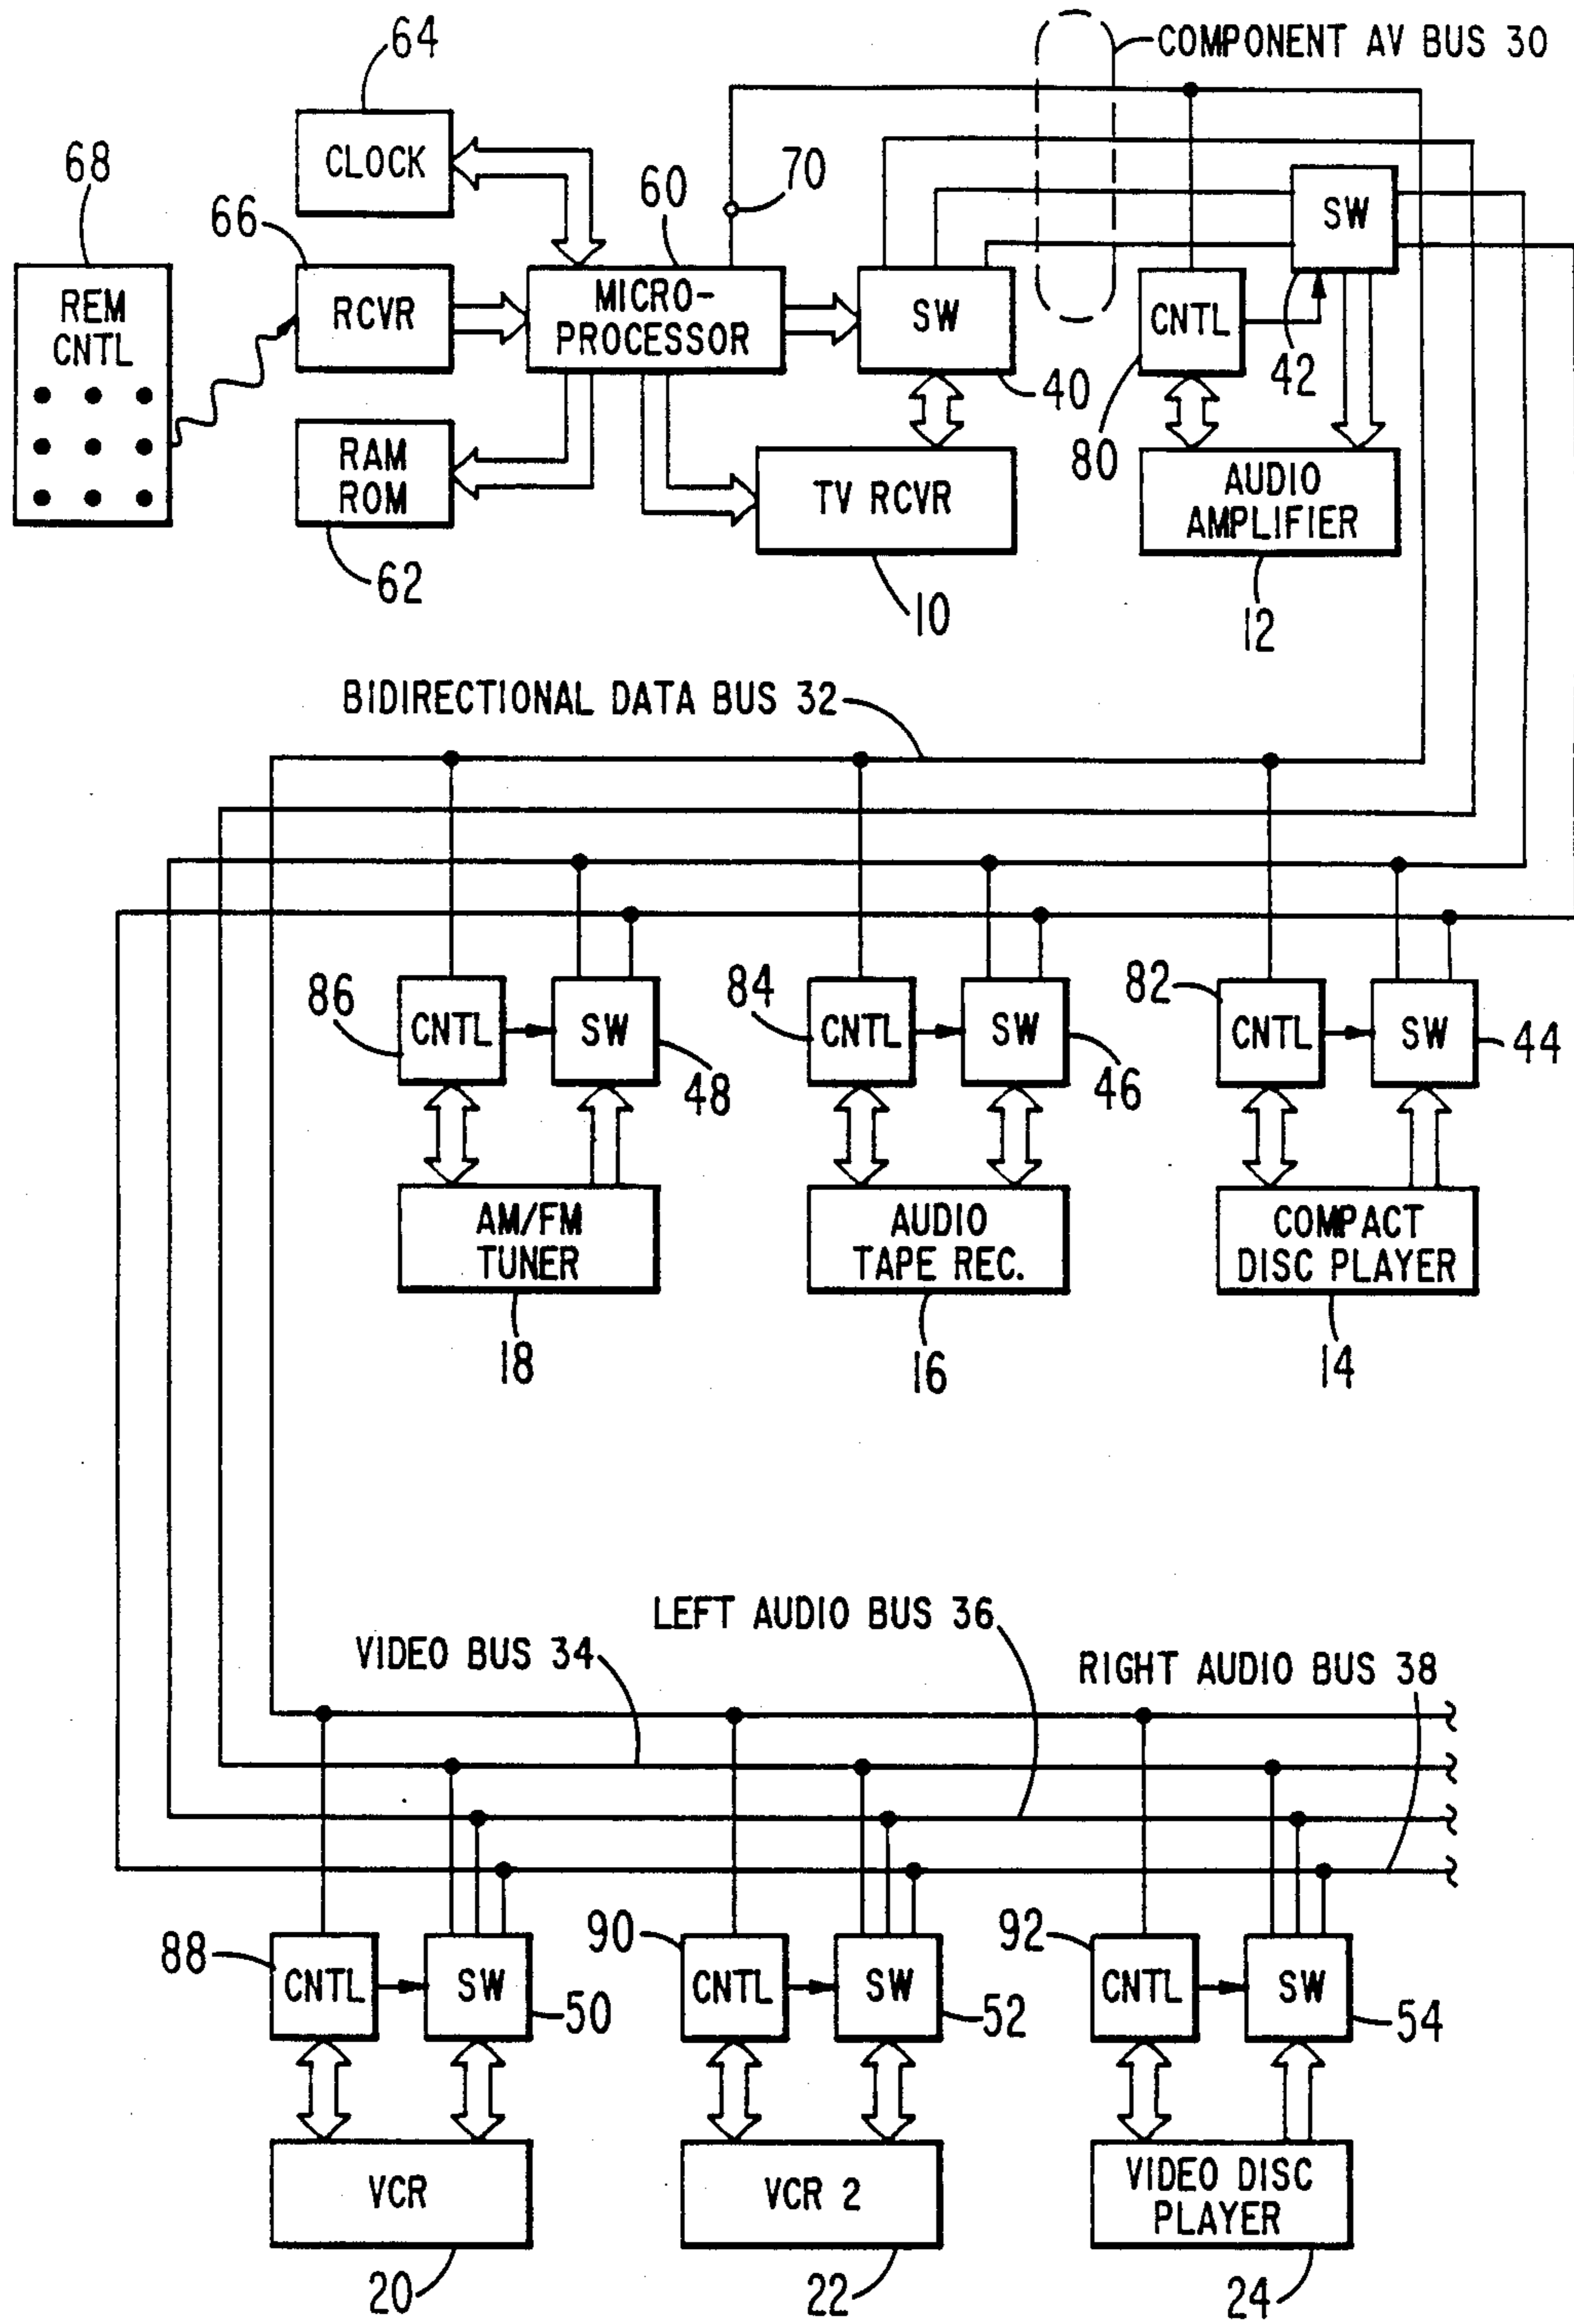 64
COMPONENT AV BUS 30
CLOCK
68
66
60
70
SW
REM
CNTL
RCVR
MICRO-
PROCESSOR
SW
CNTL
42
40
80
RAM
ROM
TV RCVR
AUDIO
AMPLIFIER
62
10
12
BIDIRECTIONAL DATA BUS 32
86
CNTL
SW
48
84
CNTL
SW
46
82
CNTL
SW
44
AM/FM
TUNER
AUDIO
TAPE REC.
COMPACT
DISC PLAYER
18
16
14
LEFT AUDIO BUS 36
VIDEO BUS 34
RIGHT AUDIO BUS 38
88
CNTL
SW
50
90
CNTL
SW
52
92
CNTL
SW
54
VCR
VCR 2
VIDEO DISC
PLAYER
20
22
24